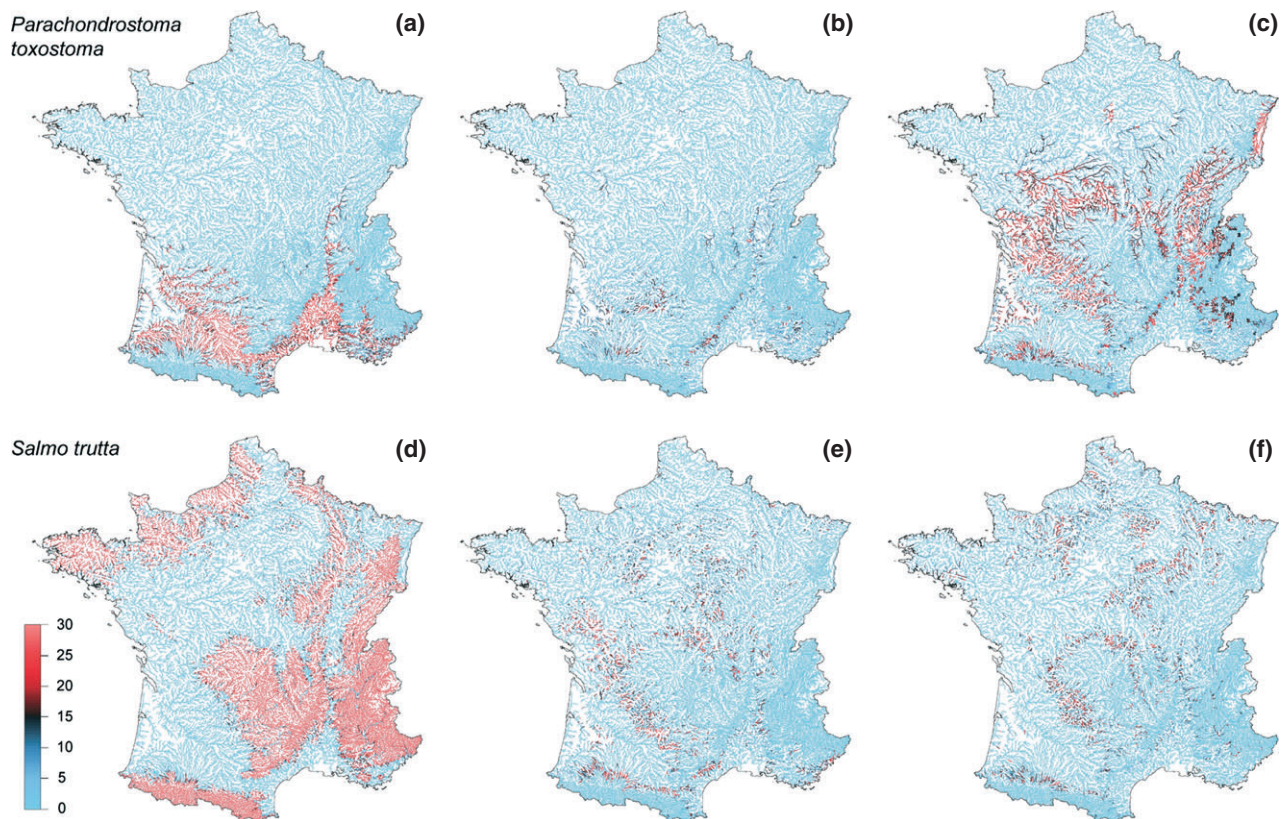 Parachondrostoma
toxostoma
(a)
(b)
(c)
Salmo trutta
(d)
(e)
(f)
30
25
20
15
10
5
0